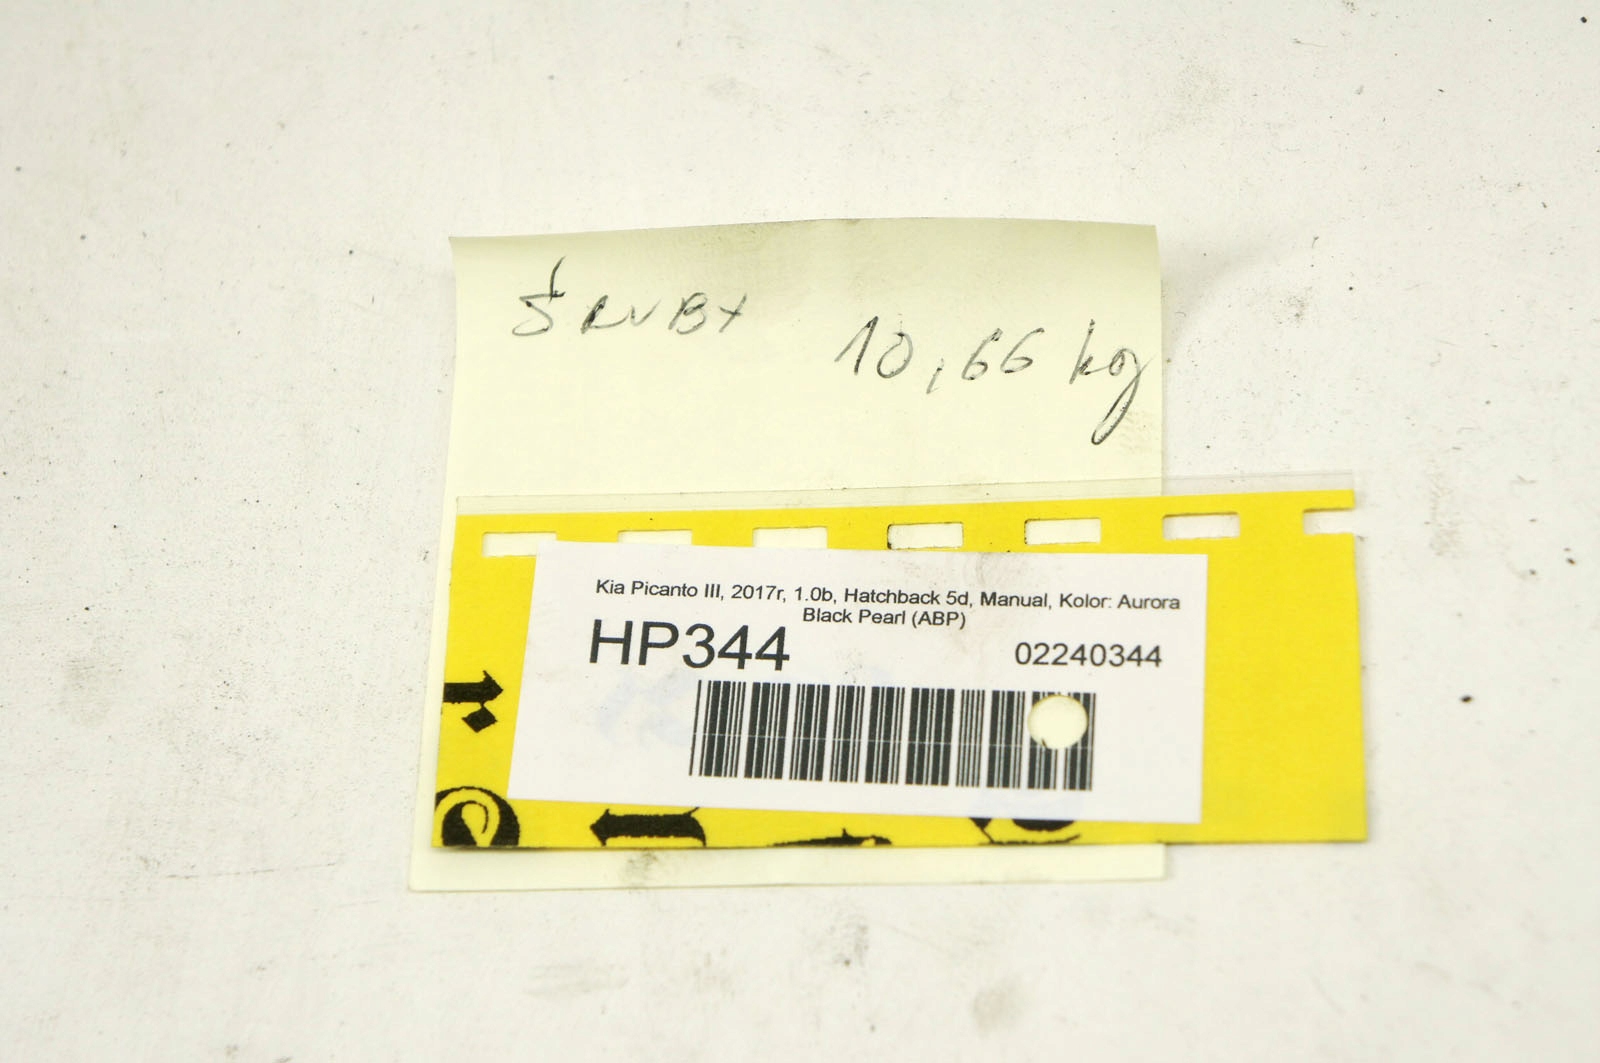 ŚRUBY
10,66 kg
Kia Picanto III, 2017r, 1.0b, Hatchback 5d, Manual, Kolor: Aurora
Black Pearl (ABP)
HP344
02240344